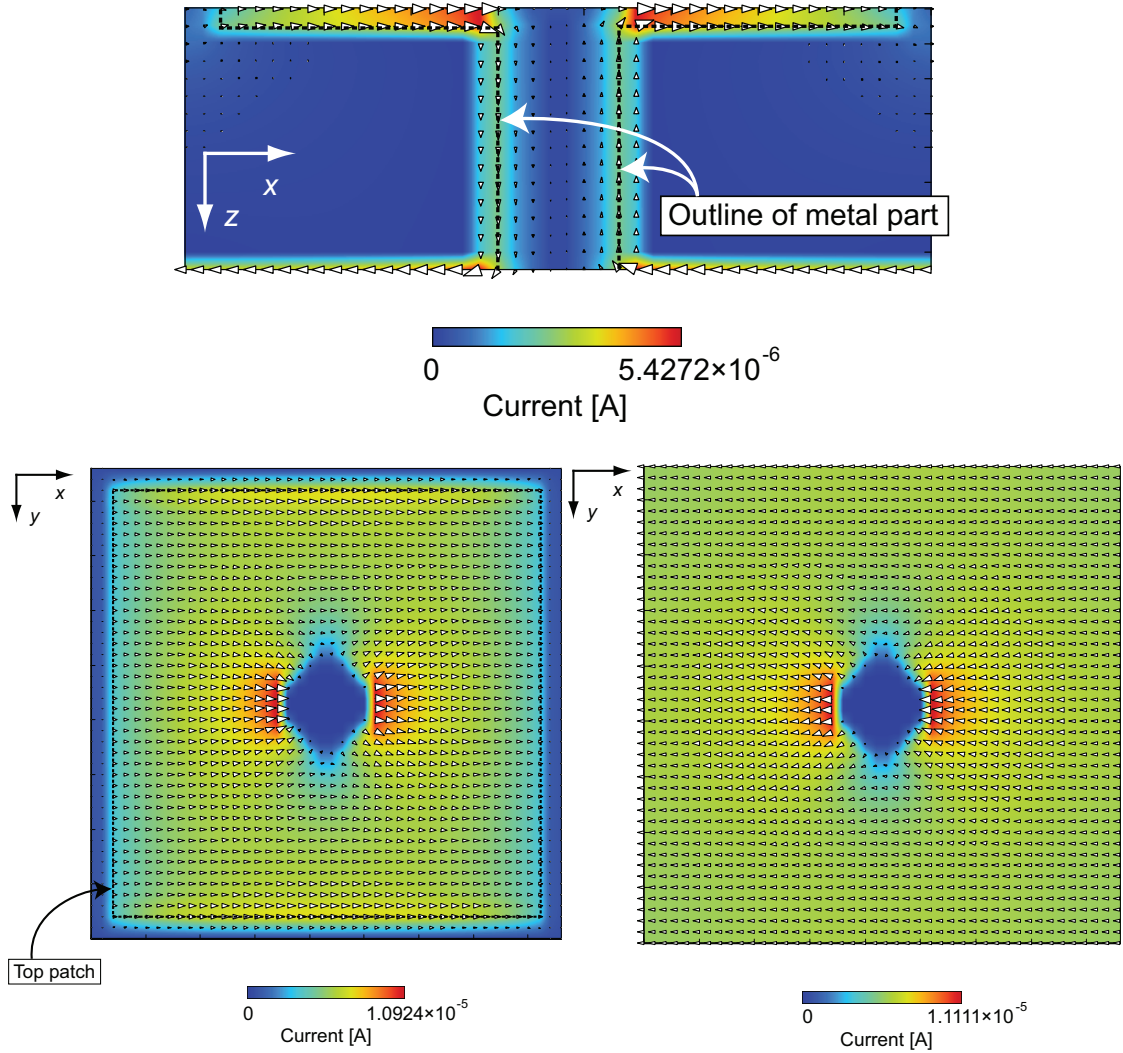 x
z
Outline of metal part
0
5.4272×10⁻⁶
Current [A]
x
y
x
y
Top patch
0
1.0924×10⁻⁵
Current [A]
0
1.1111×10⁻⁵
Current [A]